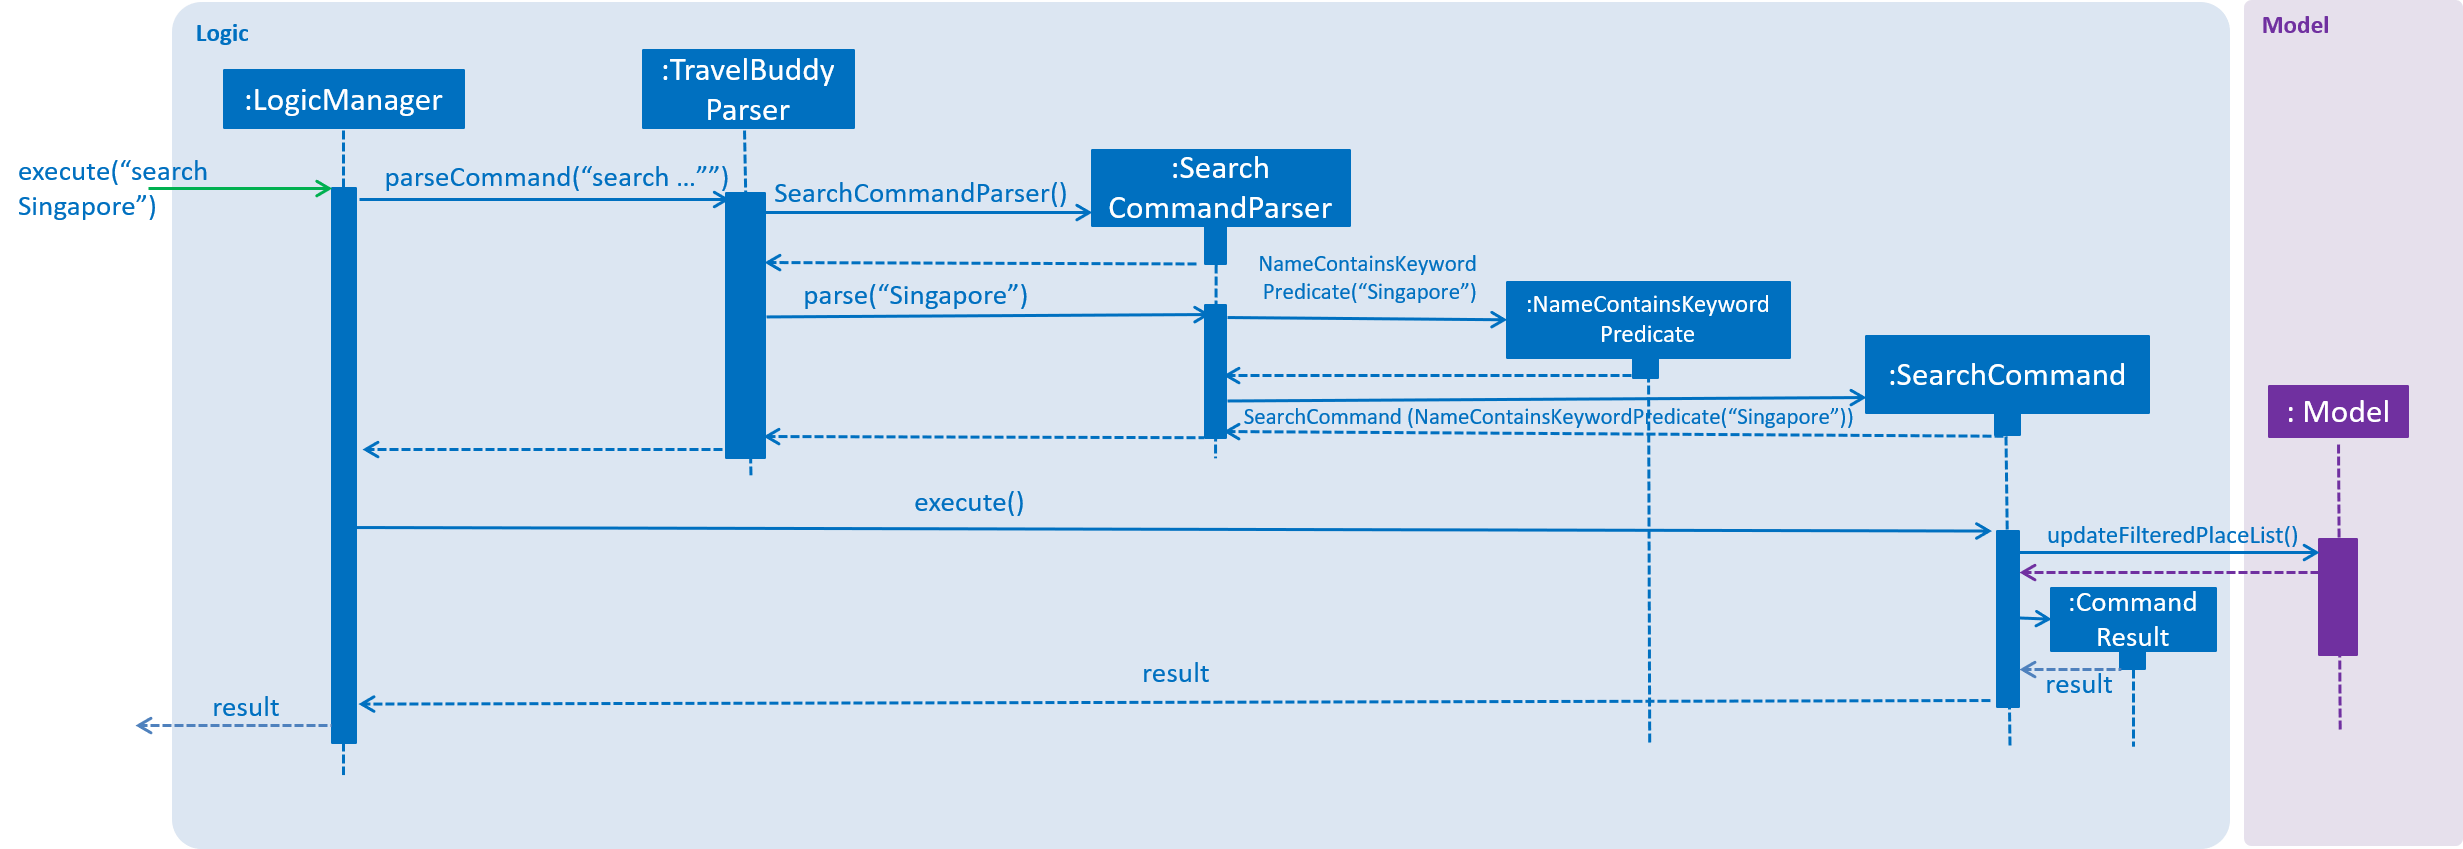 Logic
Model
:LogicManager
:TravelBuddy
Parser
:Search
CommandParser
execute(“search
Singapore”)
parseCommand(“search ...””)
SearchCommandParser()
NameContainsKeyword
Predicate(“Singapore”)
parse(“Singapore”)
:NameContainsKeyword
Predicate
:SearchCommand
SearchCommand (NameContainsKeywordPredicate(“Singapore”))
: Model
execute()
updateFilteredPlaceList()
:Command
Result
result
result
result